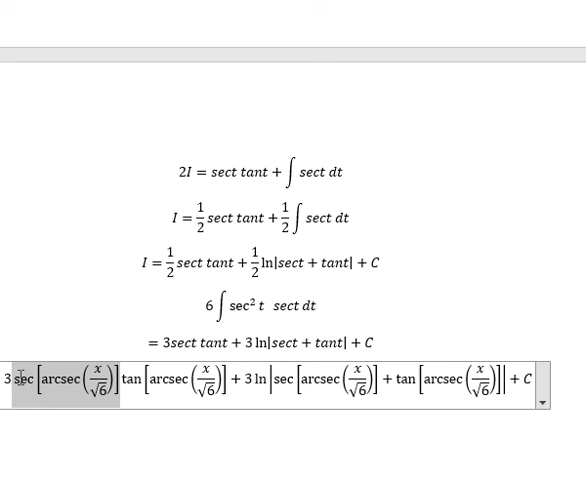 2I = sect tant + ∫ sect dt
I = 1/2 sect tant + 1/2 ∫ sect dt
I = 1/2 sect tant + 1/2 ln|sect + tant| + C
6 ∫ sec² t sect dt
= 3sect tant + 3 ln|sect + tant| + C
3 sec [arcsec (x/√6)] tan [arcsec (x/√6)] + 3 ln |sec [arcsec (x/√6)] + tan [arcsec (x/√6)]| + C